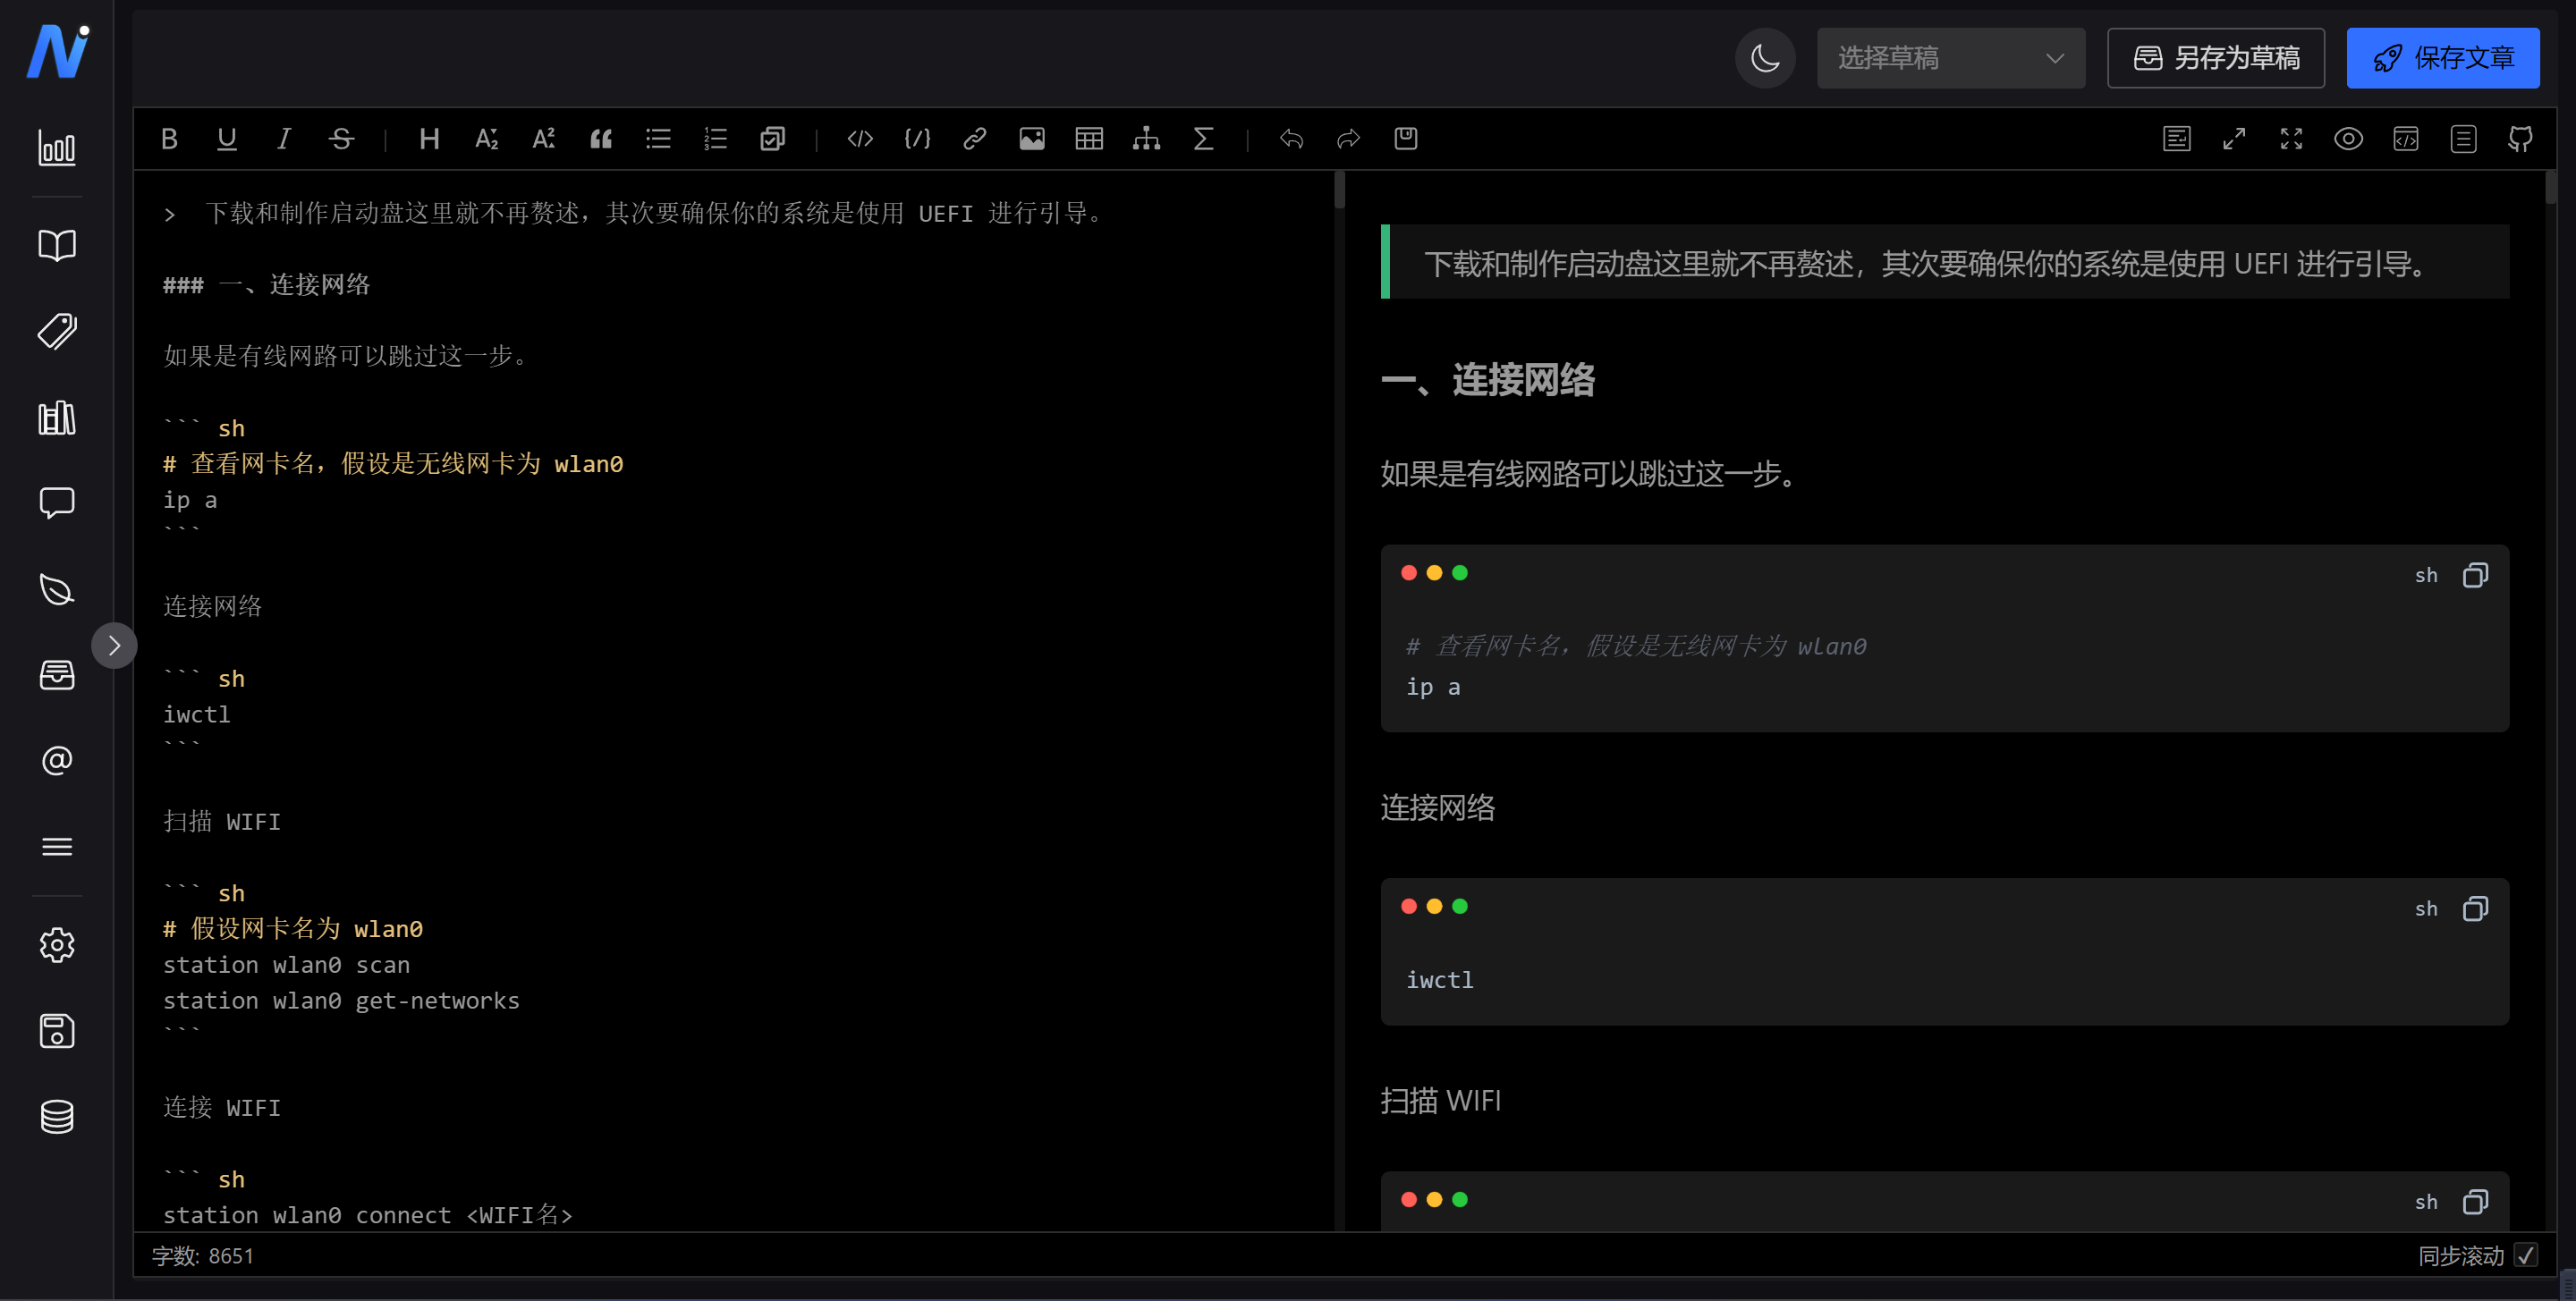 选择草稿
另存为草稿
保存文章
>  下载和制作启动盘这里就不再赘述，其次要确保你的系统是使用 UEFI 进行引导。
### 一、连接网络
如果是有线网路可以跳过这一步。
``` sh
# 查看网卡名，假设是无线网卡为 wlan0
ip a
```
连接网络
``` sh
iwctl
```
扫描 WIFI
``` sh
# 假设网卡名为 wlan0
station wlan0 scan
station wlan0 get-networks
```
连接 WIFI
``` sh
station wlan0 connect <WIFI名>
下载和制作启动盘这里就不再赘述，其次要确保你的系统是使用 UEFI 进行引导。
一、连接网络
如果是有线网路可以跳过这一步。
sh
# 查看网卡名，假设是无线网卡为 wlan0
ip a
连接网络
sh
iwctl
扫描 WIFI
sh
字数: 8651
同步滚动